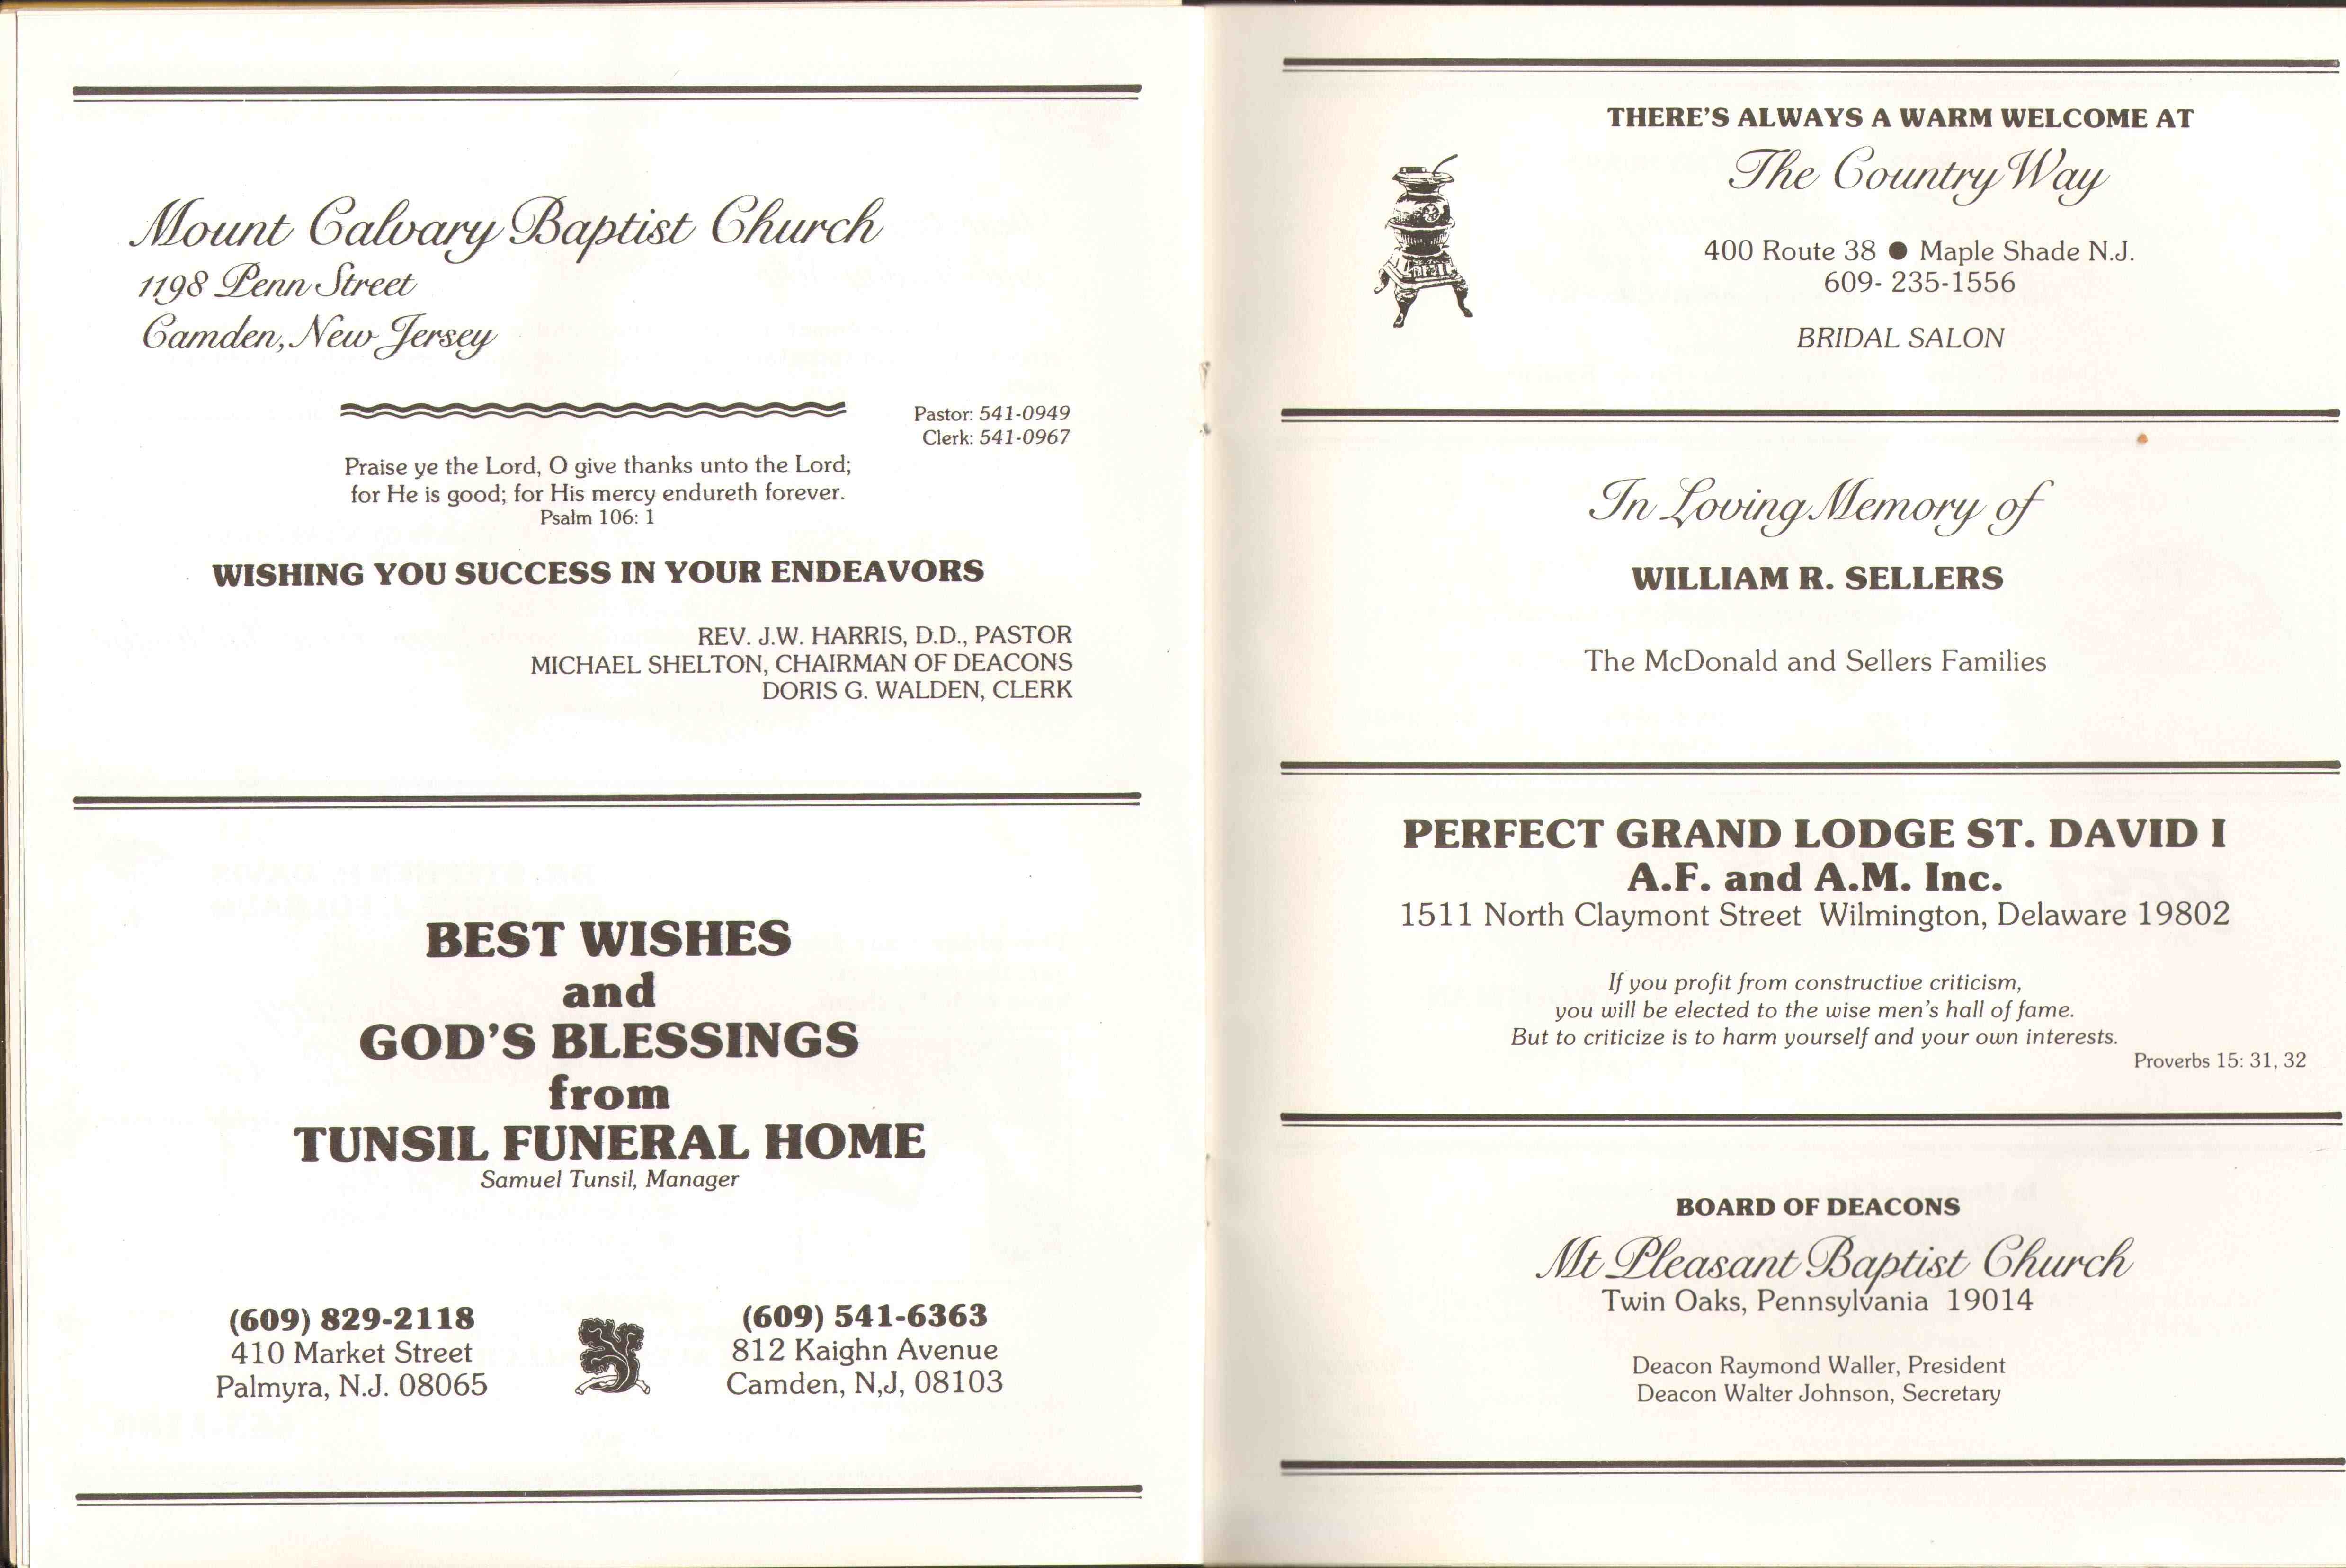 Mount Calvary Baptist Church
1198 Penn Street
Camden, New Jersey
Pastor: 541-0949
Clerk: 541-0967
Praise ye the Lord, O give thanks unto the Lord;
for He is good; for His mercy endureth forever.
Psalm 106: 1
WISHING YOU SUCCESS IN YOUR ENDEAVORS
REV. J.W. HARRIS, D.D., PASTOR
MICHAEL SHELTON, CHAIRMAN OF DEACONS
DORIS G. WALDEN, CLERK
BEST WISHES
and
GOD'S BLESSINGS
from
TUNSIL FUNERAL HOME
Samuel Tunsil, Manager
(609) 829-2118
410 Market Street
Palmyra, N.J. 08065
(609) 541-6363
812 Kaighn Avenue
Camden, N,J, 08103
THERE'S ALWAYS A WARM WELCOME AT
The Country Way
400 Route 38 ● Maple Shade N.J.
609- 235-1556
BRIDAL SALON
In Loving Memory of
WILLIAM R. SELLERS
The McDonald and Sellers Families
PERFECT GRAND LODGE ST. DAVID I
A.F. and A.M. Inc.
1511 North Claymont Street Wilmington, Delaware 19802
If you profit from constructive criticism,
you will be elected to the wise men's hall of fame.
But to criticize is to harm yourself and your own interests.
Proverbs 15: 31, 32
BOARD OF DEACONS
Mt Pleasant Baptist Church
Twin Oaks, Pennsylvania 19014
Deacon Raymond Waller, President
Deacon Walter Johnson, Secretary